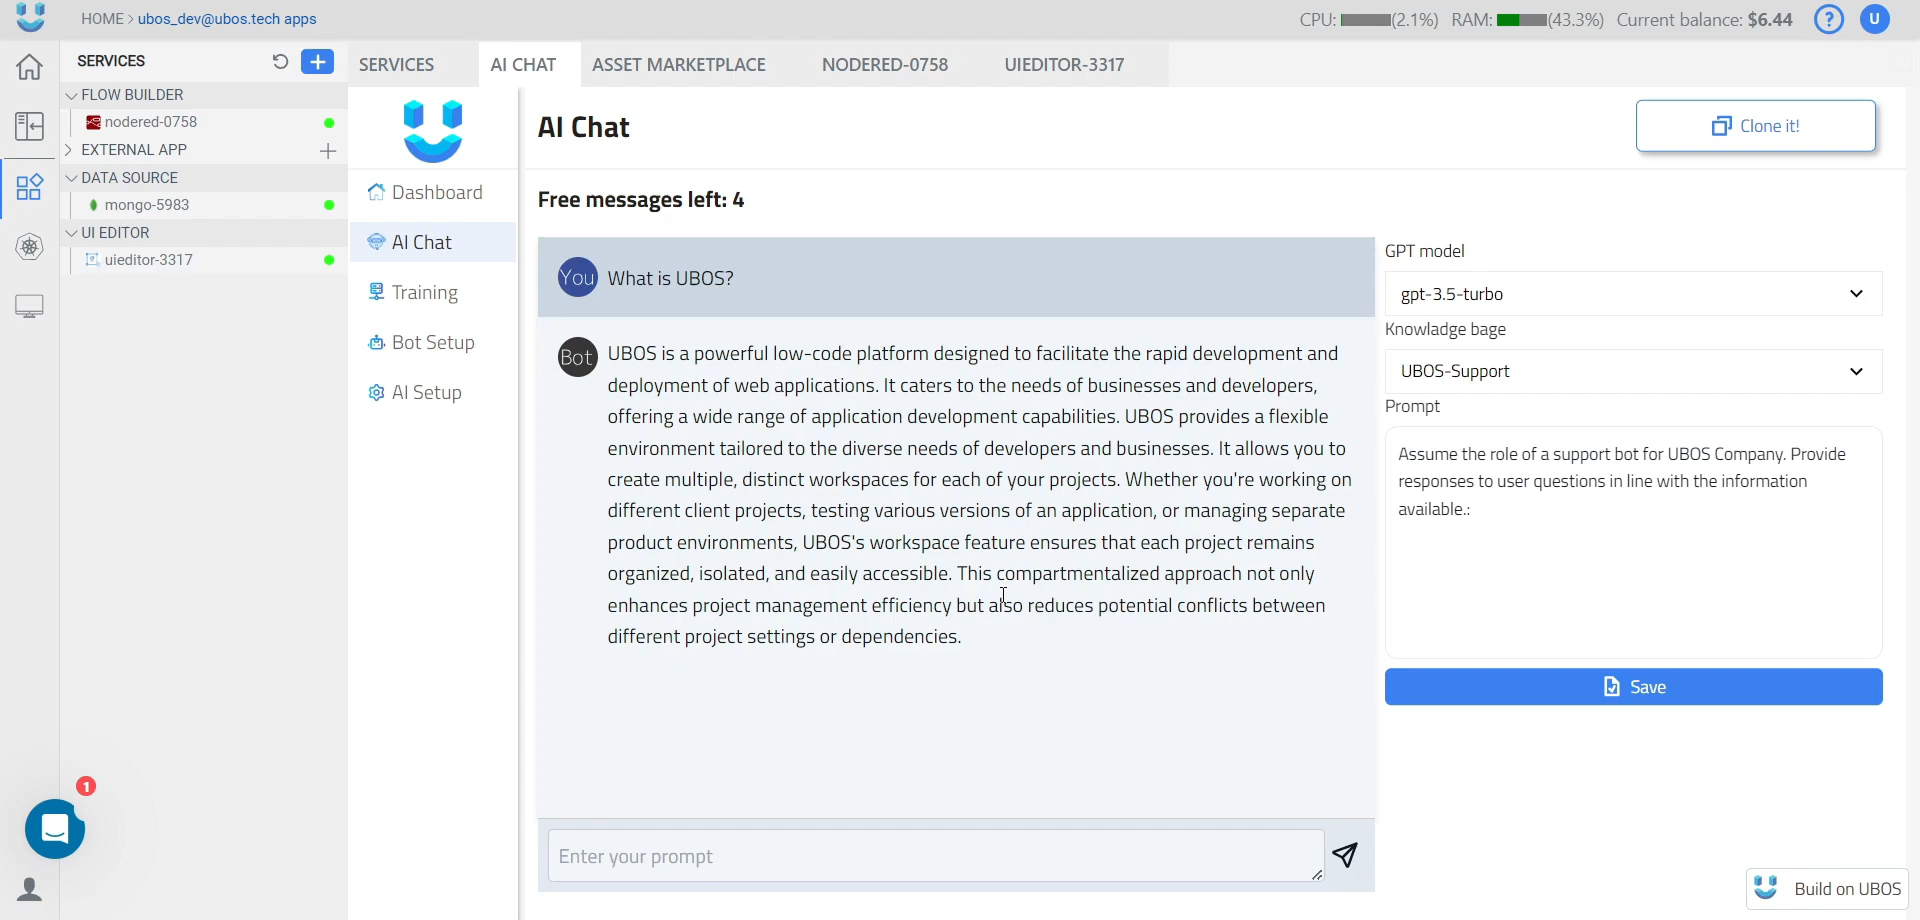 HOME > ubos_dev@ubos.tech apps
CPU: (2.1%) RAM: (43.3%) Current balance: $6.44 ? U
SERVICES +
FLOW BUILDER
nodered-0758
EXTERNAL APP +
DATA SOURCE
mongo-5983
UI EDITOR
uieditor-3317
1
SERVICES AI CHAT ASSET MARKETPLACE NODERED-0758 UIEDITOR-3317
Dashboard
AI Chat
Training
Bot Setup
AI Setup
AI Chat
Clone it!
Free messages left: 4
You What is UBOS?
Bot UBOS is a powerful low-code platform designed to facilitate the rapid development and
deployment of web applications. It caters to the needs of businesses and developers,
offering a wide range of application development capabilities. UBOS provides a flexible
environment tailored to the diverse needs of developers and businesses. It allows you to
create multiple, distinct workspaces for each of your projects. Whether you're working on
different client projects, testing various versions of an application, or managing separate
product environments, UBOS's workspace feature ensures that each project remains
organized, isolated, and easily accessible. This compartmentalized approach not only
enhances project management efficiency but also reduces potential conflicts between
different project settings or dependencies.
Enter your prompt
GPT model
gpt-3.5-turbo
Knowladge bage
UBOS-Support
Prompt
Assume the role of a support bot for UBOS Company. Provide
responses to user questions in line with the information
available.:
Save
Build on UBOS